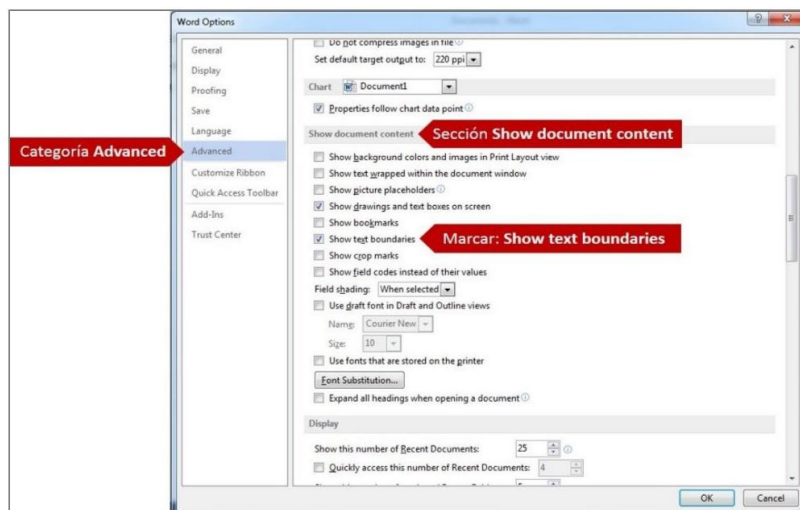 Word Options
General
Display
Proofing
Save
Language
Advanced
Customize Ribbon
Quick Access Toolbar
Add-Ins
Trust Center
Categoría Advanced
Do not compress images in file
Set default target output to: 220 ppi
Chart Document1
Properties follow chart data point
Show document content
Sección Show document content
Show background colors and images in Print Layout view
Show text wrapped within the document window
Show picture placeholders
Show drawings and text boxes on screen
Show bookmarks
Show text boundaries
Marcar: Show text boundaries
Show crop marks
Show field codes instead of their values
Field shading: When selected
Use draft font in Draft and Outline views
Name: Courier New
Size: 10
Use fonts that are stored on the printer
Font Substitution...
Expand all headings when opening a document
Display
Show this number of Recent Documents: 25
Quickly access this number of Recent Documents: 4
OK Cancel